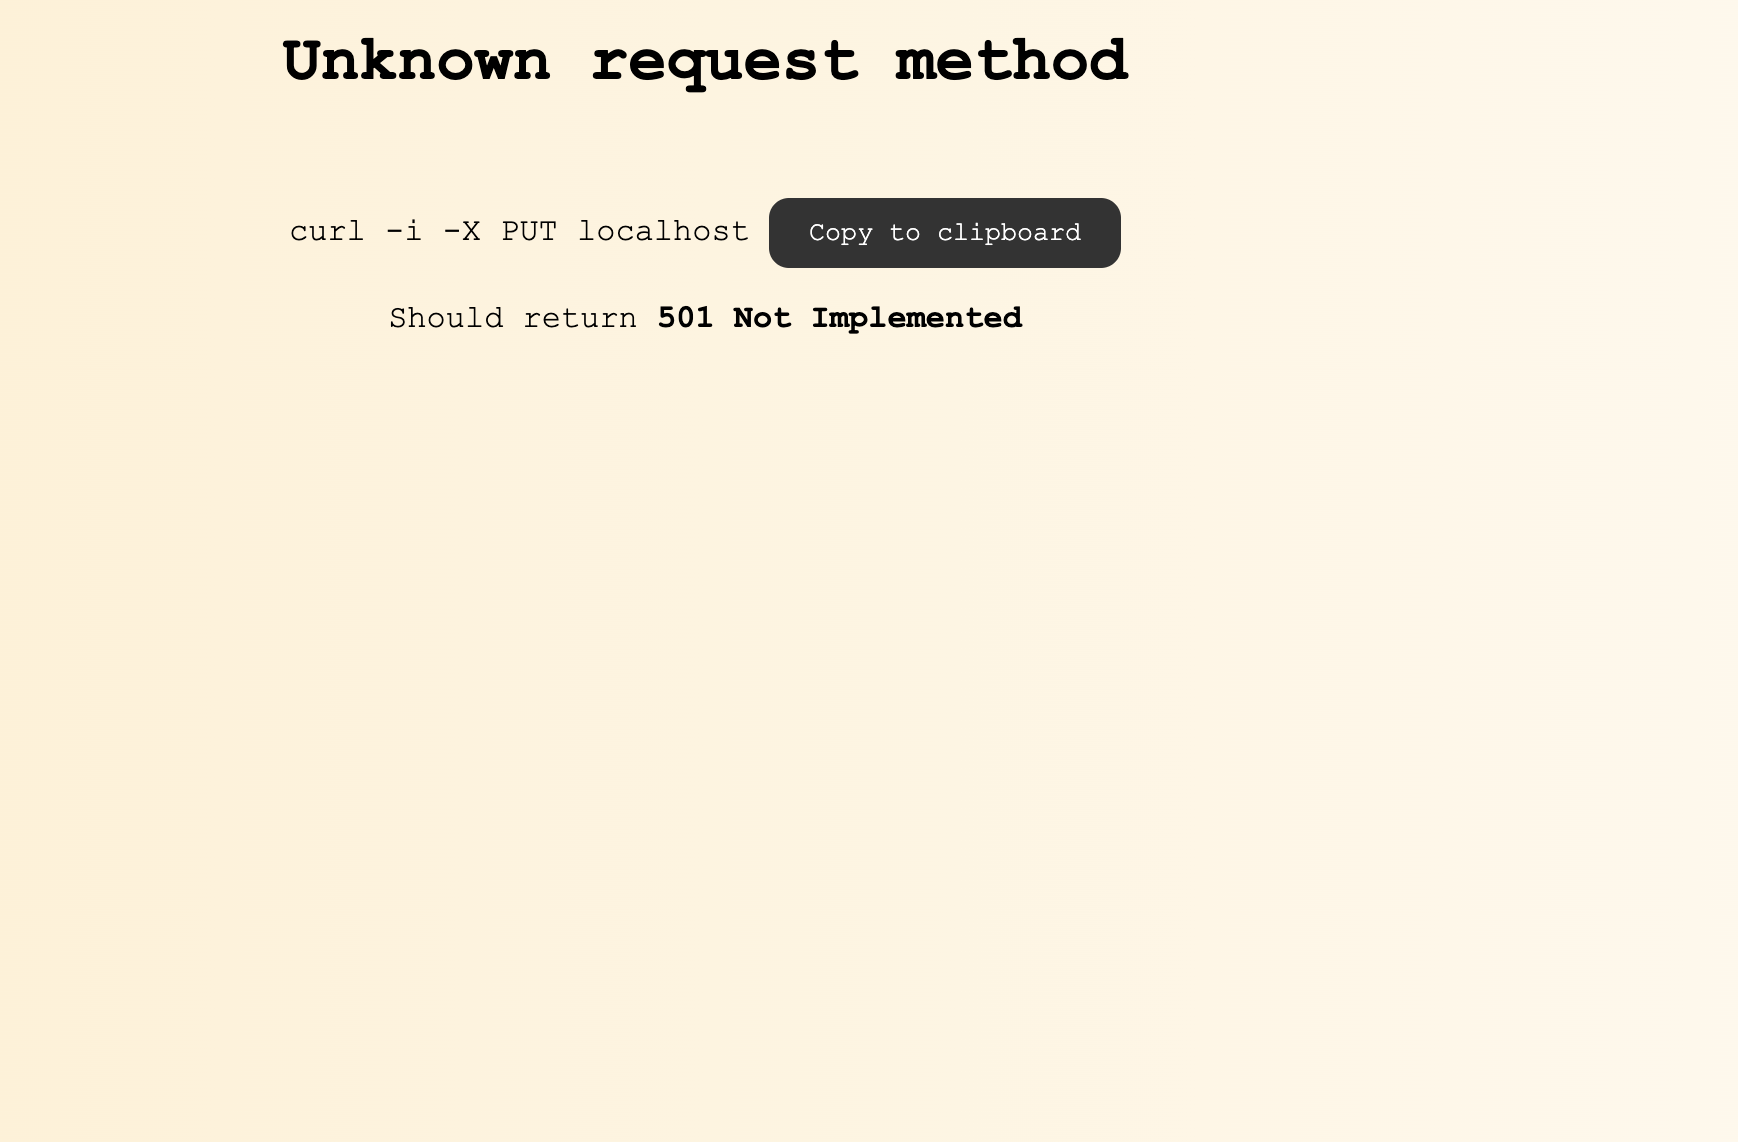 Unknown request method
curl -i -X PUT localhost Copy to clipboard
Should return 501 Not Implemented